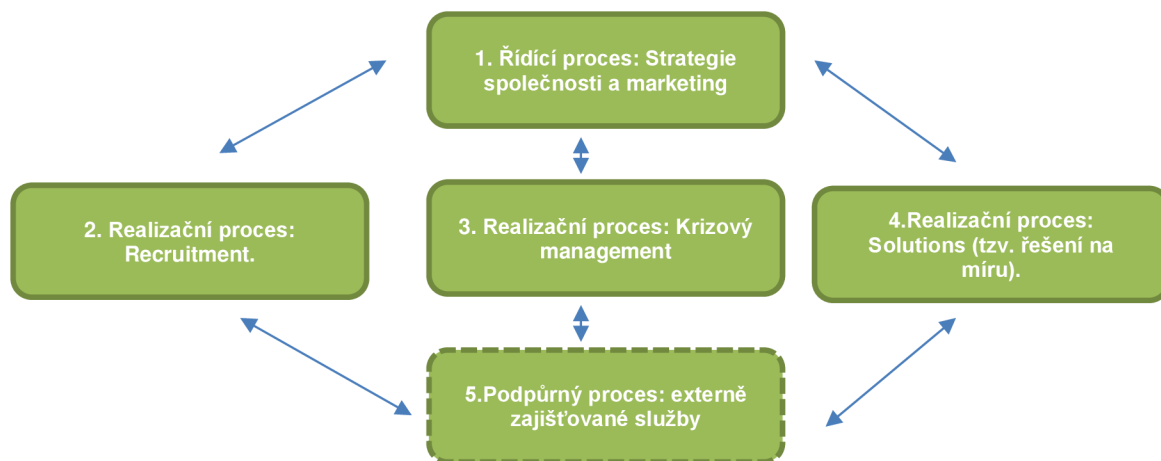 1. Řídící proces: Strategie
společnosti a marketing
2. Realizační proces:
Recruitment.
3. Realizační proces: Krizový
management
4.Realizační proces:
Solutions (tzv. řešení na
míru).
5.Podpůrný proces: externě
zajišťované služby